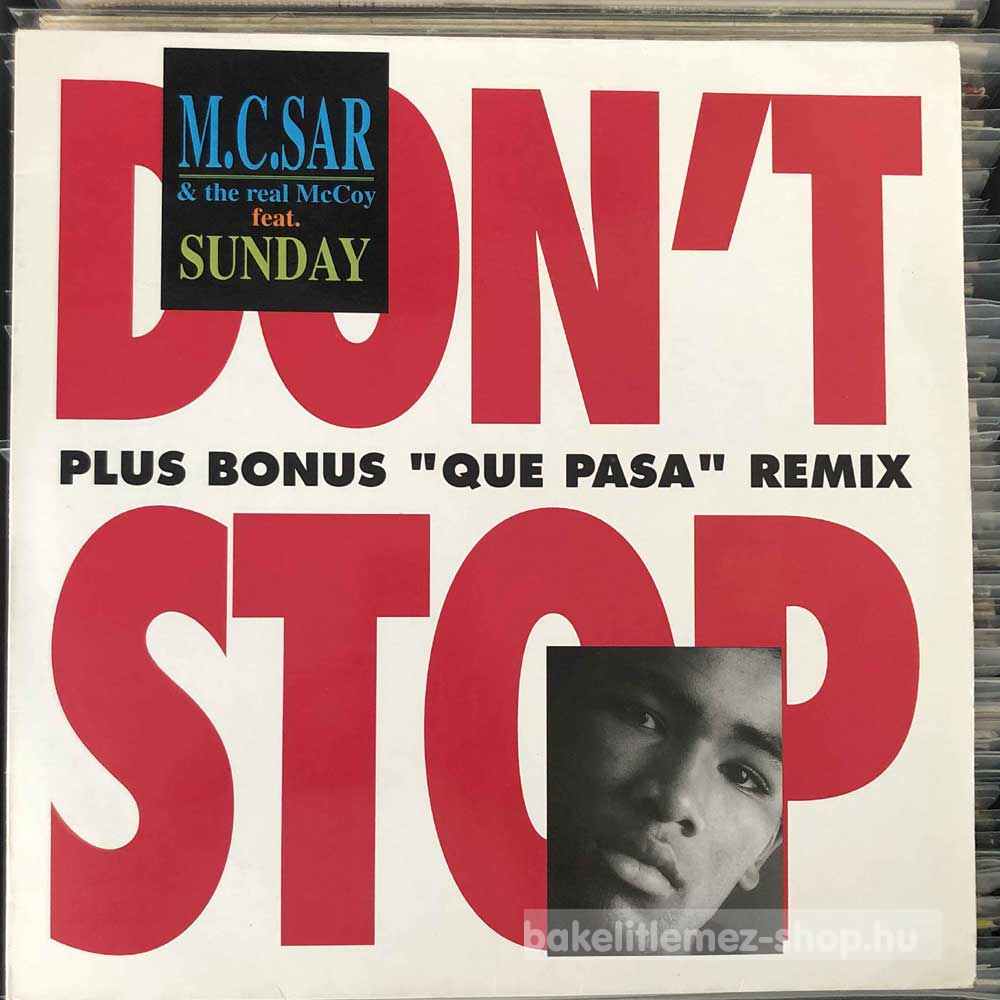 M.C.SAR
& the real McCoy
feat.
SUNDAY
DON'T
PLUS BONUS "QUE PASA" REMIX
STOP
bakelitlemez-shop.hu